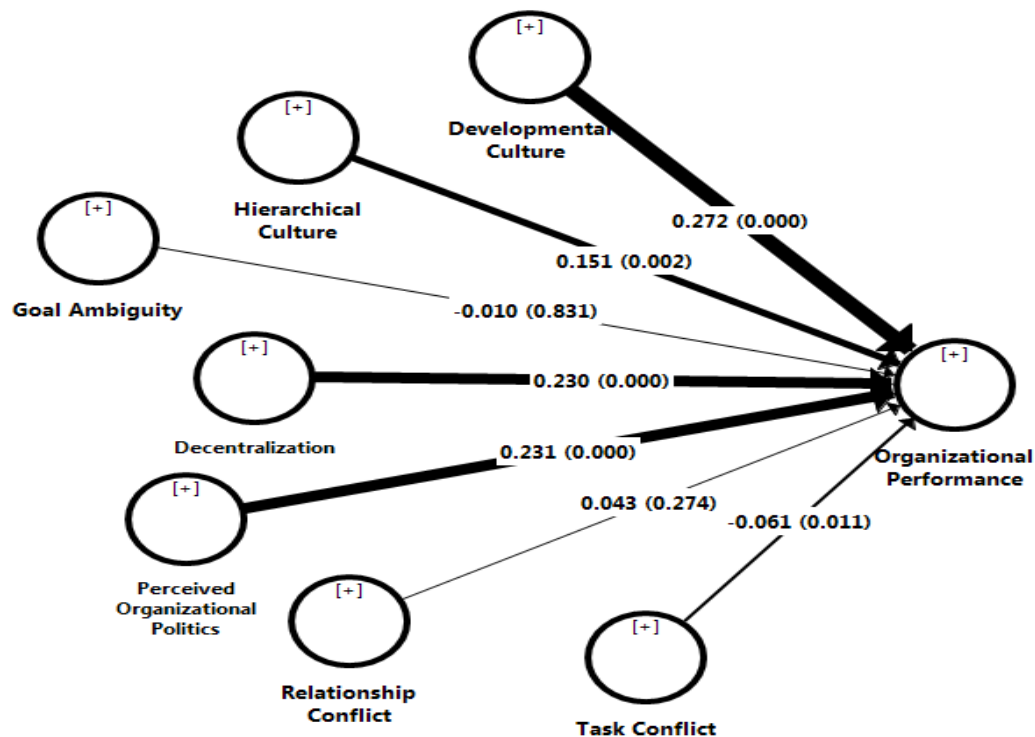 [+]
Developmental
Culture
[+]
Hierarchical
Culture
[+]
Goal Ambiguity
0.272 (0.000)
0.151 (0.002)
-0.010 (0.831)
[+]
Decentralization
0.230 (0.000)
[+]
Organizational
Performance
0.231 (0.000)
[+]
Perceived
Organizational
Politics
0.043 (0.274)
-0.061 (0.011)
[+]
Relationship
Conflict
[+]
Task Conflict